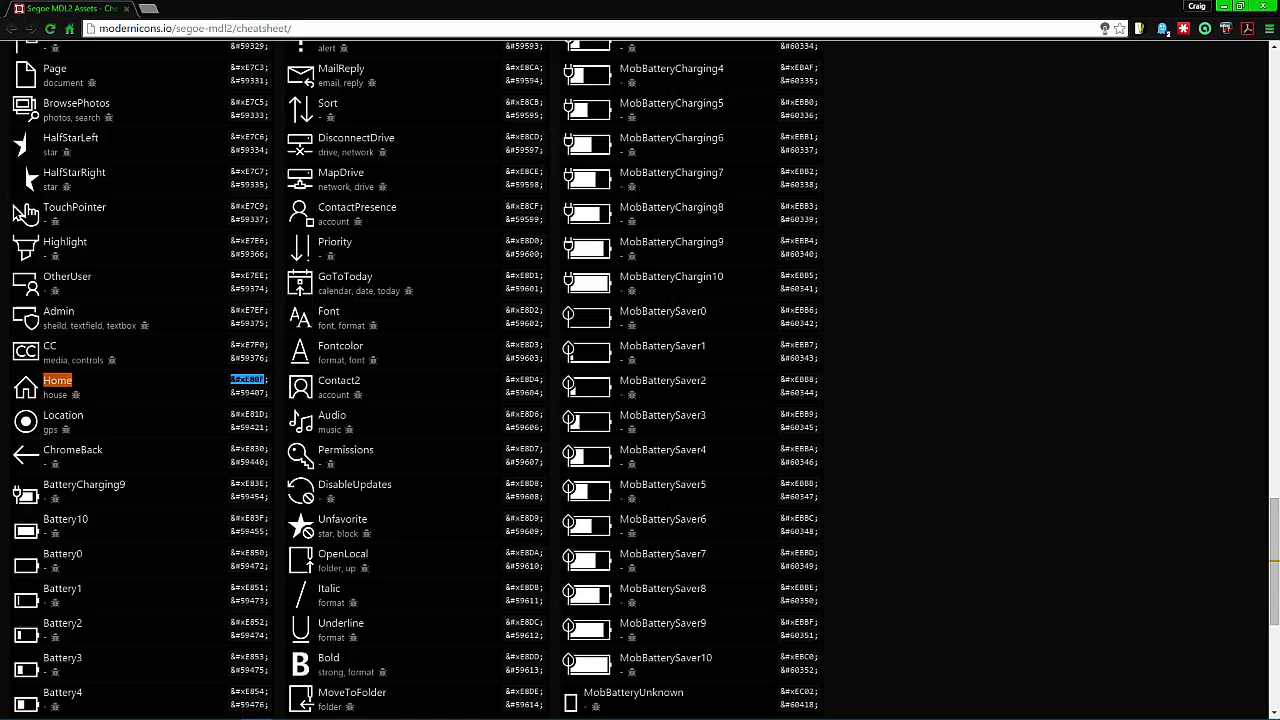 Segoe MDL2 Assets - Che
Craig
modernicons.io/segoe-mdl2/cheatsheet/
- &#59329;
Page &#xE7C3;
document &#59331;
BrowsePhotos &#xE7C5;
photos, search &#59333;
HalfStarLeft &#xE7C6;
star &#59334;
HalfStarRight &#xE7C7;
star &#59335;
TouchPointer &#xE7C9;
- &#59337;
Highlight &#xE7E6;
- &#59366;
OtherUser &#xE7EE;
- &#59374;
Admin &#xE7EF;
sheild, textfield, textbox &#59375;
CC &#xE7F0;
media, controls &#59376;
Home &#xE80F;
house &#59407;
Location &#xE81D;
gps &#59421;
ChromeBack &#xE830;
- &#59440;
BatteryCharging9 &#xE83E;
- &#59454;
Battery10 &#xE83F;
- &#59455;
Battery0 &#xE850;
- &#59472;
Battery1 &#xE851;
- &#59473;
Battery2 &#xE852;
- &#59474;
Battery3 &#xE853;
- &#59475;
Battery4 &#xE854;
- &#59476;
alert &#59593;
MailReply &#xE8CA;
email, reply &#59594;
Sort &#xE8CB;
- &#59595;
DisconnectDrive &#xE8CD;
drive, network &#59597;
MapDrive &#xE8CE;
network, drive &#59598;
ContactPresence &#xE8CF;
account &#59599;
Priority &#xE8D0;
- &#59600;
GoToToday &#xE8D1;
calendar, date, today &#59601;
Font &#xE8D2;
font, format &#59602;
Fontcolor &#xE8D3;
format, font &#59603;
Contact2 &#xE8D4;
account &#59604;
Audio &#xE8D6;
music &#59606;
Permissions &#xE8D7;
- &#59607;
DisableUpdates &#xE8D8;
- &#59608;
Unfavorite &#xE8D9;
star, block &#59609;
OpenLocal &#xE8DA;
folder, up &#59610;
Italic &#xE8DB;
format &#59611;
Underline &#xE8DC;
format &#59612;
Bold &#xE8DD;
strong, format &#59613;
MoveToFolder &#xE8DE;
folder &#59614;
- &#60334;
MobBatteryCharging4 &#xEBAF;
- &#60335;
MobBatteryCharging5 &#xEBB0;
- &#60336;
MobBatteryCharging6 &#xEBB1;
- &#60337;
MobBatteryCharging7 &#xEBB2;
- &#60338;
MobBatteryCharging8 &#xEBB3;
- &#60339;
MobBatteryCharging9 &#xEBB4;
- &#60340;
MobBatteryChargin10 &#xEBB5;
- &#60341;
MobBatterySaver0 &#xEBB6;
- &#60342;
MobBatterySaver1 &#xEBB7;
- &#60343;
MobBatterySaver2 &#xEBB8;
- &#60344;
MobBatterySaver3 &#xEBB9;
- &#60345;
MobBatterySaver4 &#xEBBA;
- &#60346;
MobBatterySaver5 &#xEBBB;
- &#60347;
MobBatterySaver6 &#xEBBC;
- &#60348;
MobBatterySaver7 &#xEBBD;
- &#60349;
MobBatterySaver8 &#xEBBE;
- &#60350;
MobBatterySaver9 &#xEBBF;
- &#60351;
MobBatterySaver10 &#xEBC0;
- &#60352;
MobBatteryUnknown &#xEC02;
- &#60418;